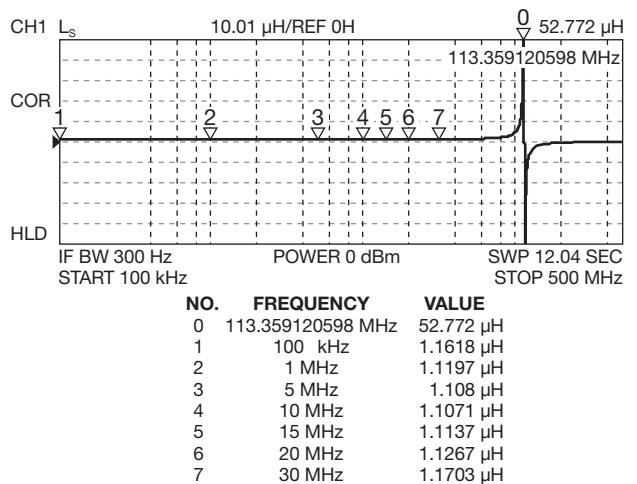 0
CH1 Ls 10.01 µH/REF 0H 52.772 µH
113.359120598 MHz
COR
1 2 3 4 5 6 7
HLD
IF BW 300 Hz POWER 0 dBm SWP 12.04 SEC
START 100 kHz STOP 500 MHz
NO. FREQUENCY VALUE
0 113.359120598 MHz 52.772 µH
1 100 kHz 1.1618 µH
2 1 MHz 1.1197 µH
3 5 MHz 1.108 µH
4 10 MHz 1.1071 µH
5 15 MHz 1.1137 µH
6 20 MHz 1.1267 µH
7 30 MHz 1.1703 µH